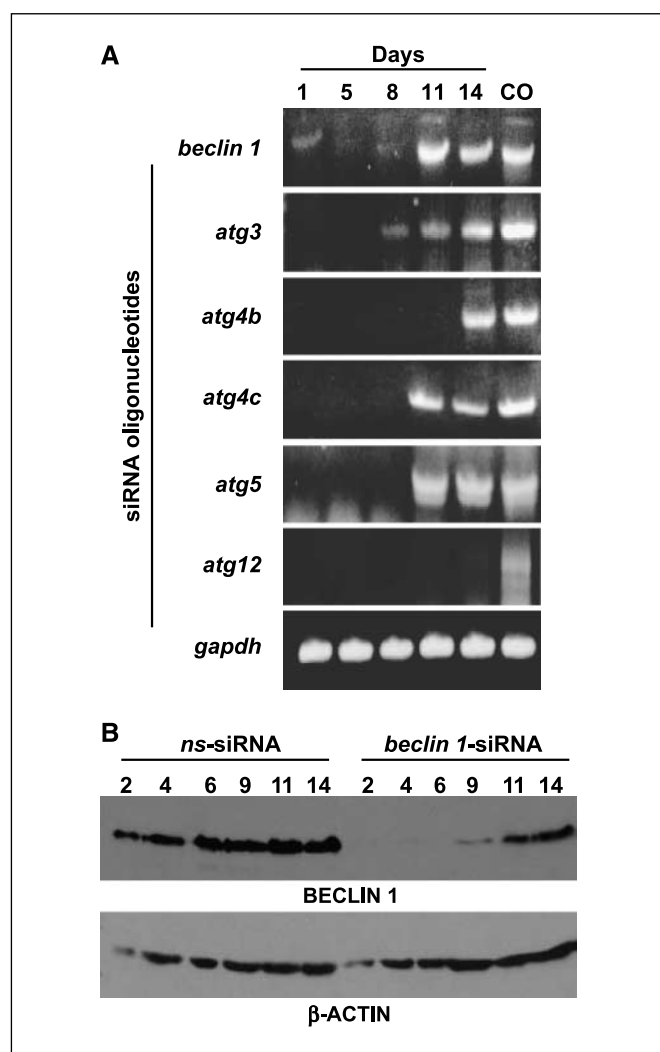 A
Days
1 5 8 11 14 CO
siRNA oligonucleotides
beclin 1
atg3
atg4b
atg4c
atg5
atg12
gapdh
B
ns-siRNA beclin 1-siRNA
2 4 6 9 11 14 2 4 6 9 11 14
BECLIN 1
β-ACTIN